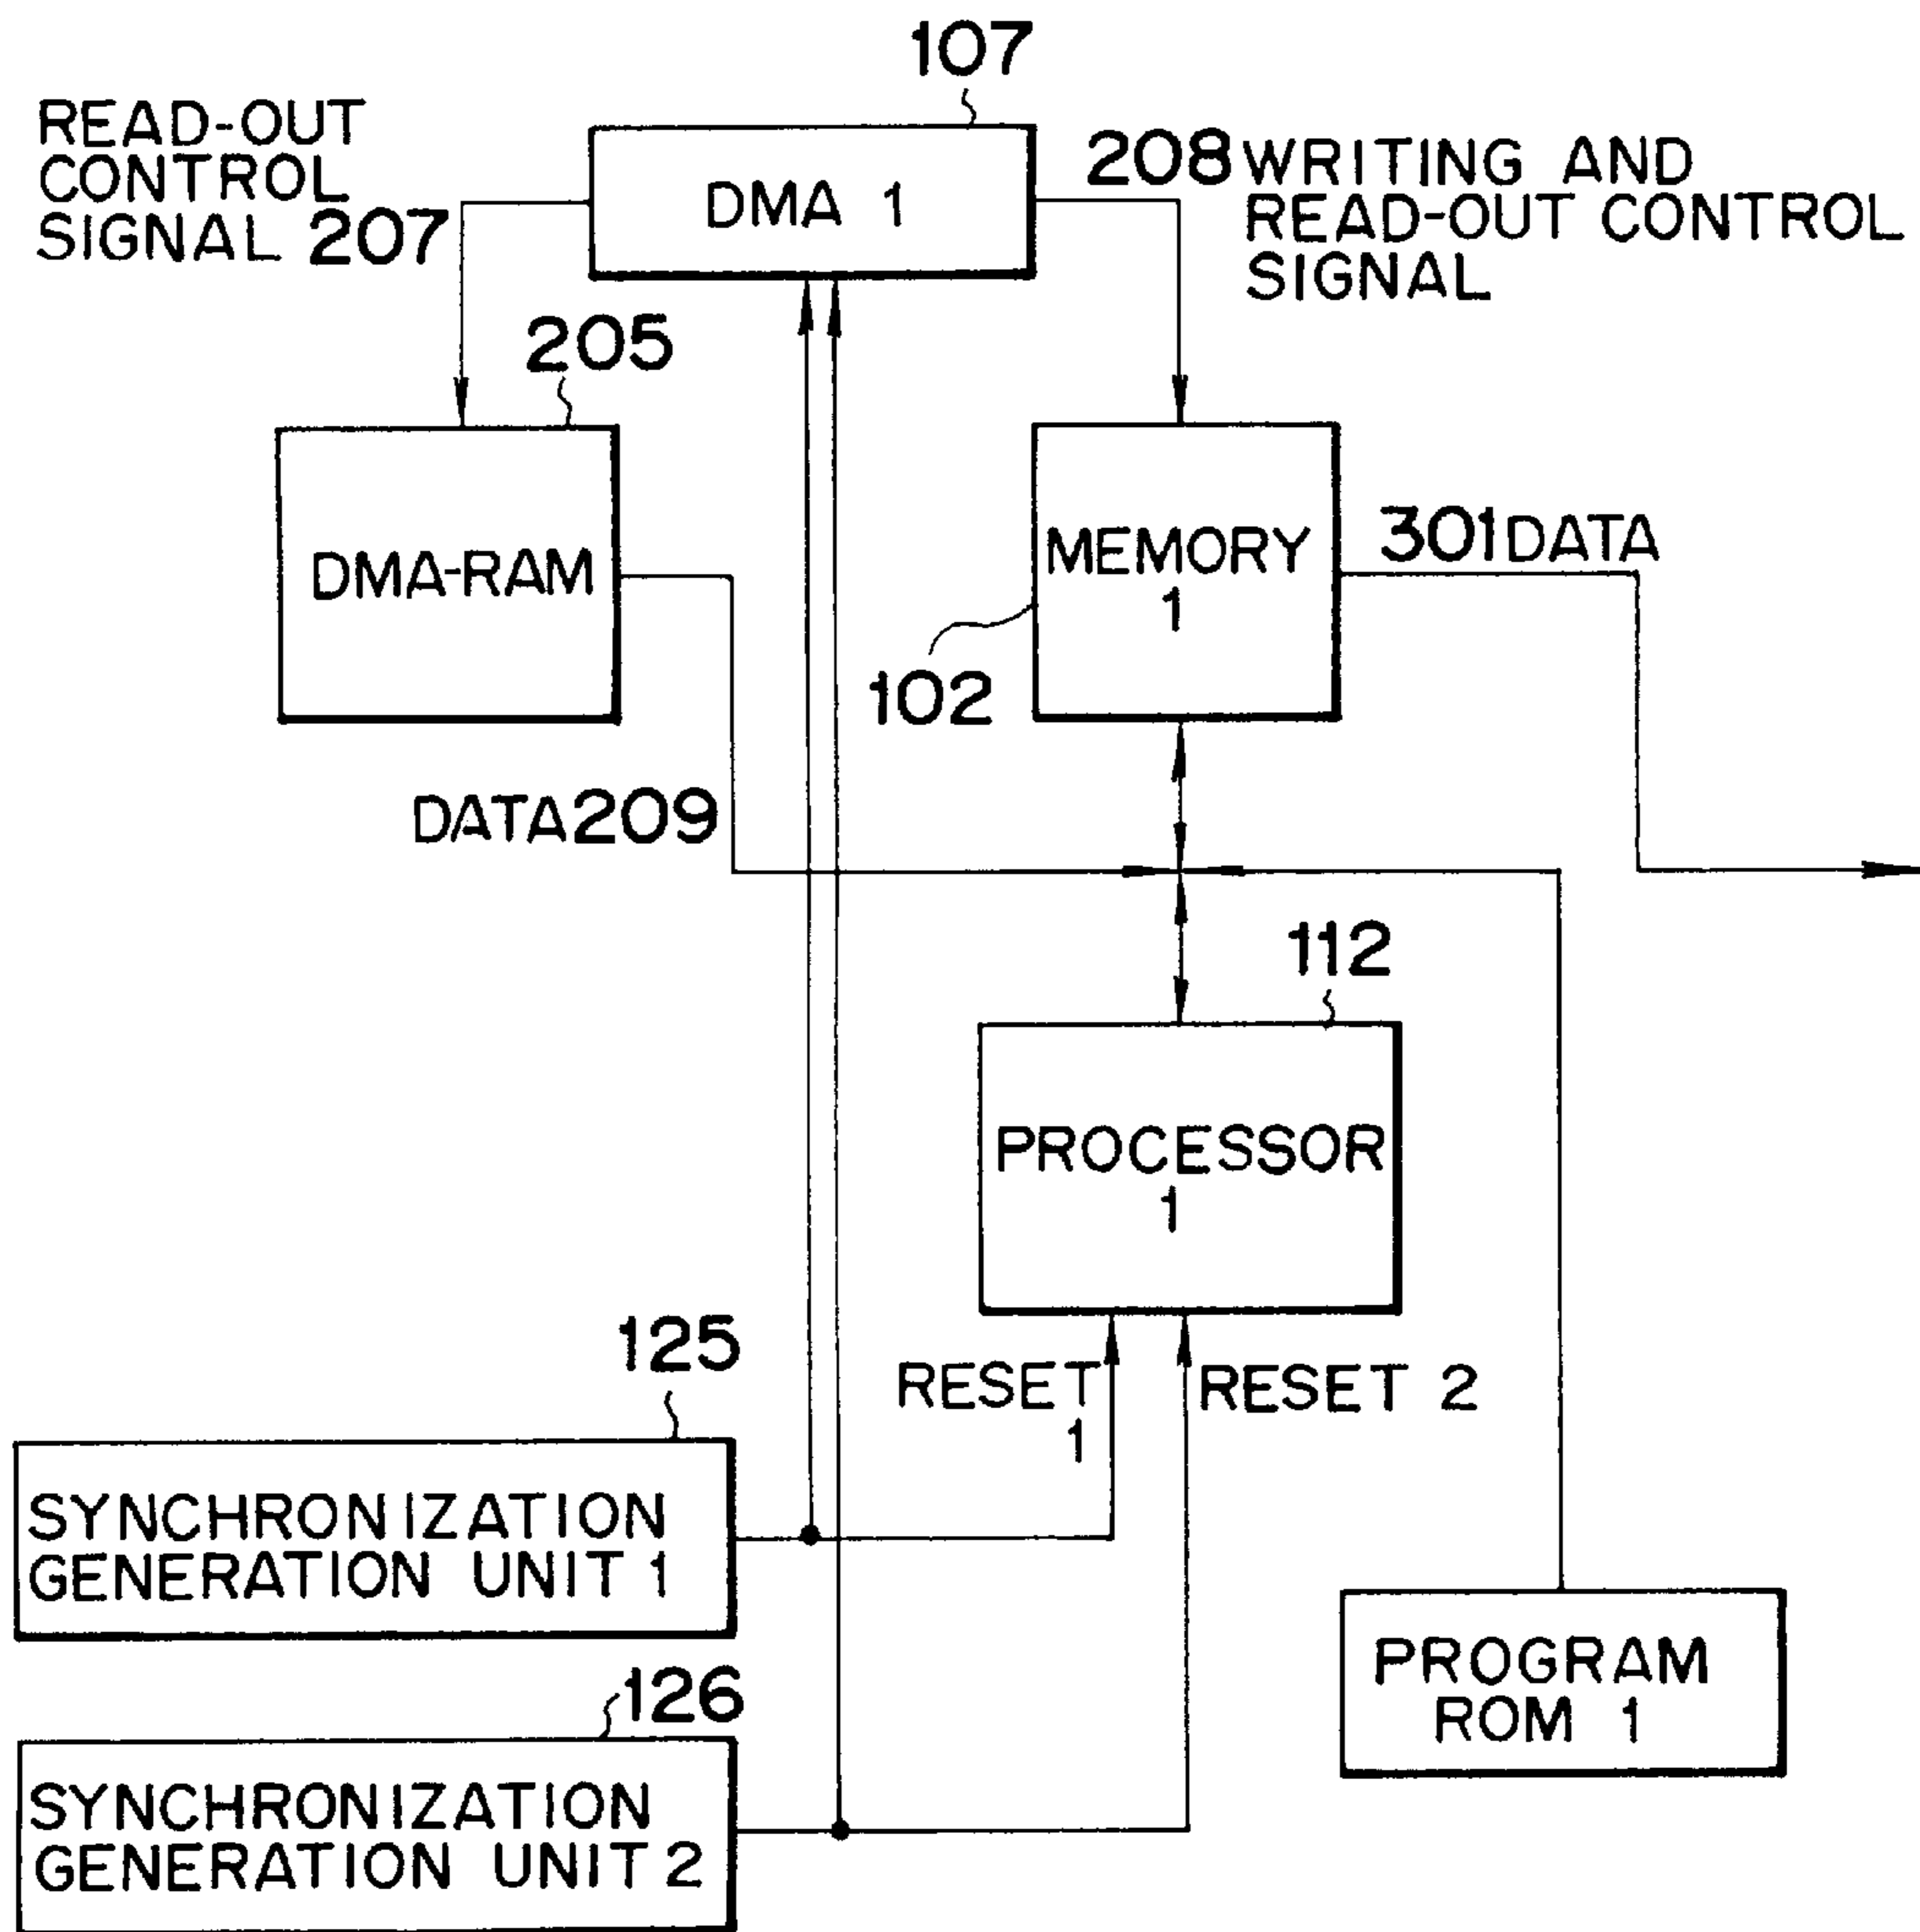 107
READ-OUT
CONTROL
SIGNAL 207
DMA 1
208 WRITING AND
READ-OUT CONTROL
SIGNAL
205
DMA-RAM
MEMORY
1
301 DATA
102
DATA 209
112
PROCESSOR
1
125
RESET
1
RESET 2
SYNCHRONIZATION
GENERATION UNIT 1
126
PROGRAM
ROM 1
SYNCHRONIZATION
GENERATION UNIT 2